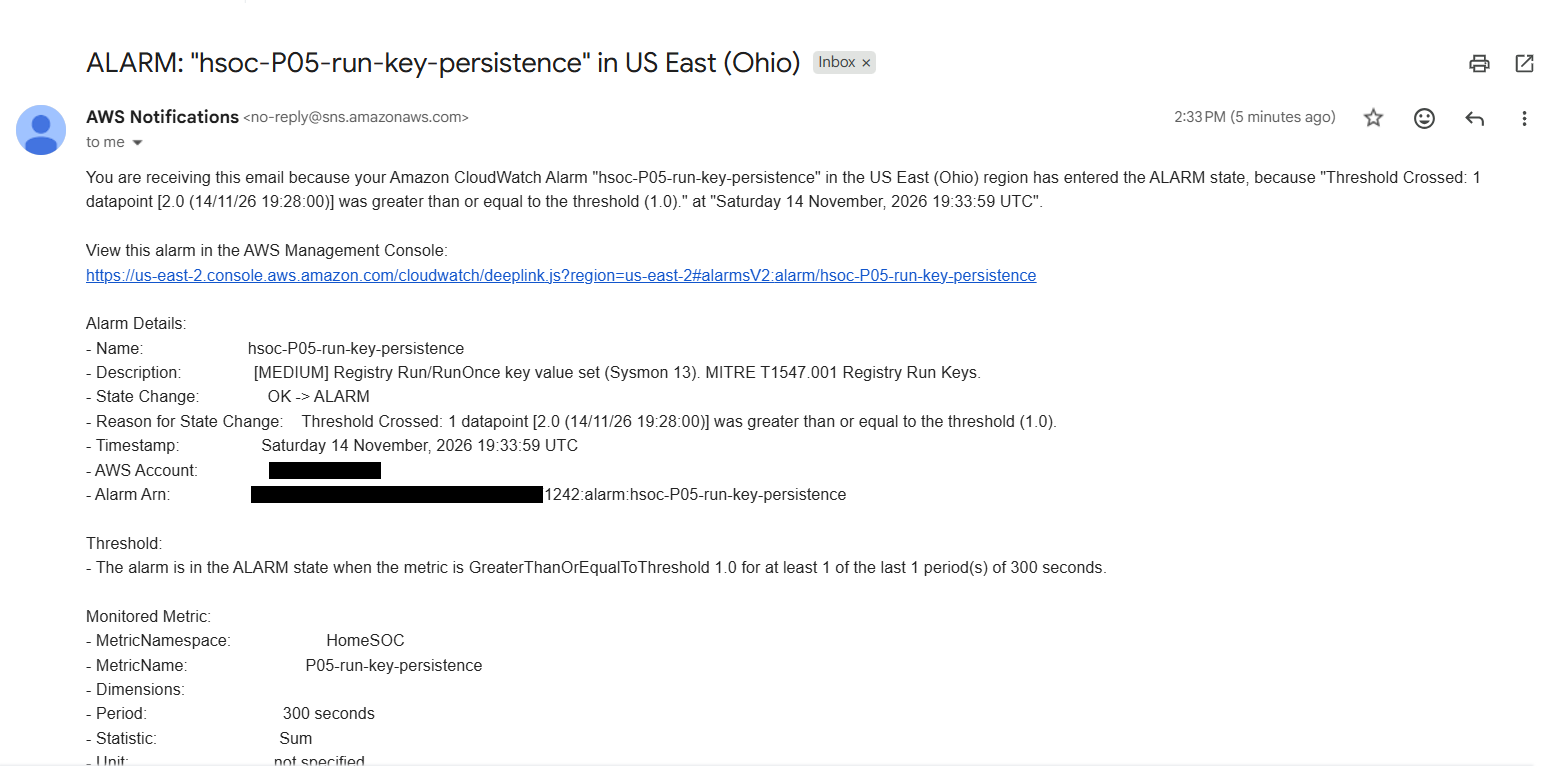 ALARM: "hsoc-P05-run-key-persistence" in US East (Ohio) Inbox ×
AWS Notifications <no-reply@sns.amazonaws.com> 2:33 PM (5 minutes ago)
to me
You are receiving this email because your Amazon CloudWatch Alarm "hsoc-P05-run-key-persistence" in the US East (Ohio) region has entered the ALARM state, because "Threshold Crossed: 1
datapoint [2.0 (14/11/26 19:28:00)] was greater than or equal to the threshold (1.0)." at "Saturday 14 November, 2026 19:33:59 UTC".
View this alarm in the AWS Management Console:
https://us-east-2.console.aws.amazon.com/cloudwatch/deeplink.js?region=us-east-2#alarmsV2:alarm/hsoc-P05-run-key-persistence
Alarm Details:
- Name: hsoc-P05-run-key-persistence
- Description: [MEDIUM] Registry Run/RunOnce key value set (Sysmon 13). MITRE T1547.001 Registry Run Keys.
- State Change: OK -> ALARM
- Reason for State Change: Threshold Crossed: 1 datapoint [2.0 (14/11/26 19:28:00)] was greater than or equal to the threshold (1.0).
- Timestamp: Saturday 14 November, 2026 19:33:59 UTC
- AWS Account:
- Alarm Arn: 1242:alarm:hsoc-P05-run-key-persistence
Threshold:
- The alarm is in the ALARM state when the metric is GreaterThanOrEqualToThreshold 1.0 for at least 1 of the last 1 period(s) of 300 seconds.
Monitored Metric:
- MetricNamespace: HomeSOC
- MetricName: P05-run-key-persistence
- Dimensions:
- Period: 300 seconds
- Statistic: Sum
- Unit: not specified